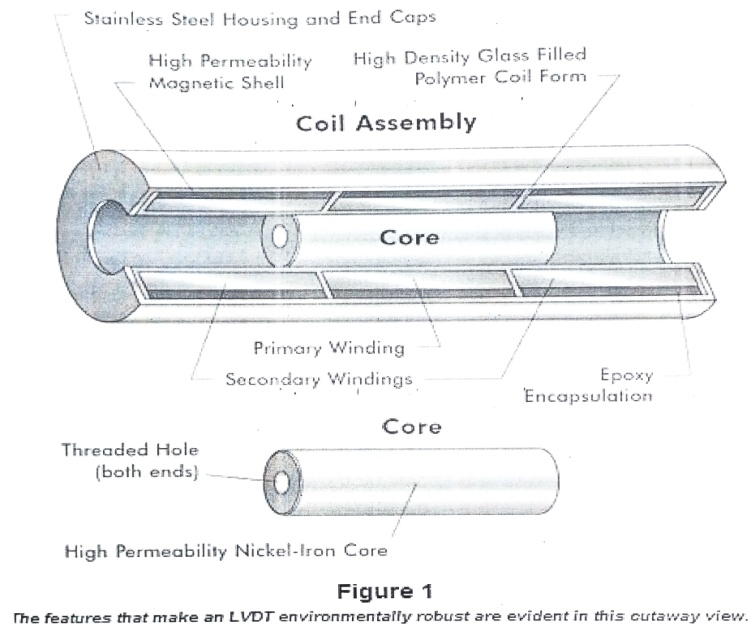 Stainless Steel Housing and End Caps
High Permeability
Magnetic Shell
High Density Glass Filled
Polymer Coil Form
Coil Assembly
Core
Primary Winding
Secondary Windings
Epoxy
Encapsulation
Core
Threaded Hole
(both ends)
High Permeability Nickel-Iron Core
Figure 1
The features that make an LVDT environmentally robust are evident in this cutaway view.